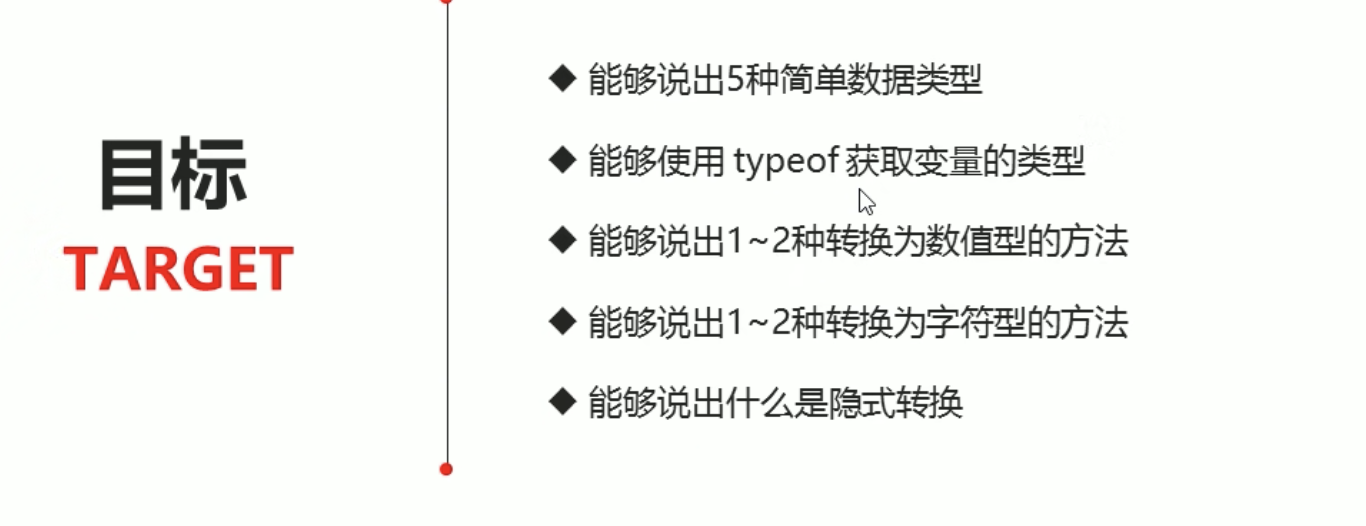 目标
TARGET
◆ 能够说出5种简单数据类型
◆ 能够使用 typeof 获取变量的类型
◆ 能够说出1~2种转换为数值型的方法
◆ 能够说出1~2种转换为字符型的方法
◆ 能够说出什么是隐式转换